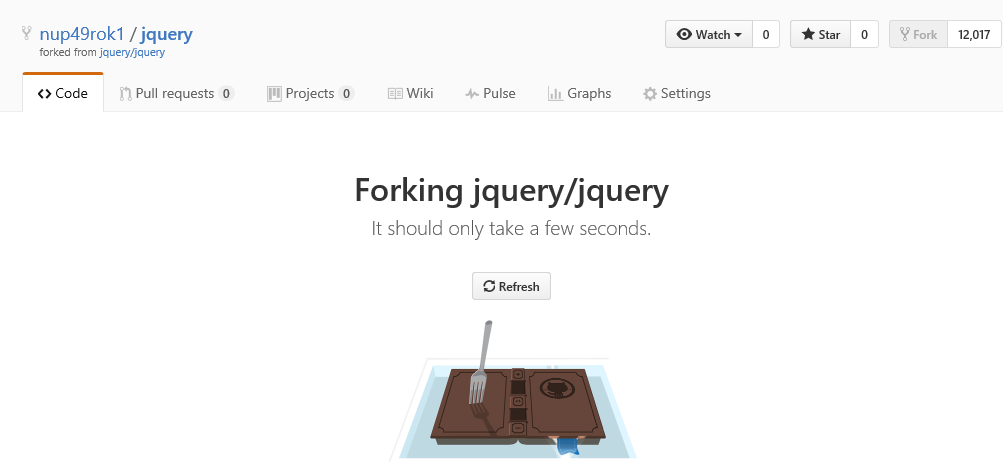 nup49rok1 / jquery
forked from jquery/jquery
Watch 0 Star 0 Fork 12,017
Code Pull requests 0 Projects 0 Wiki Pulse Graphs Settings
Forking jquery/jquery
It should only take a few seconds.
Refresh